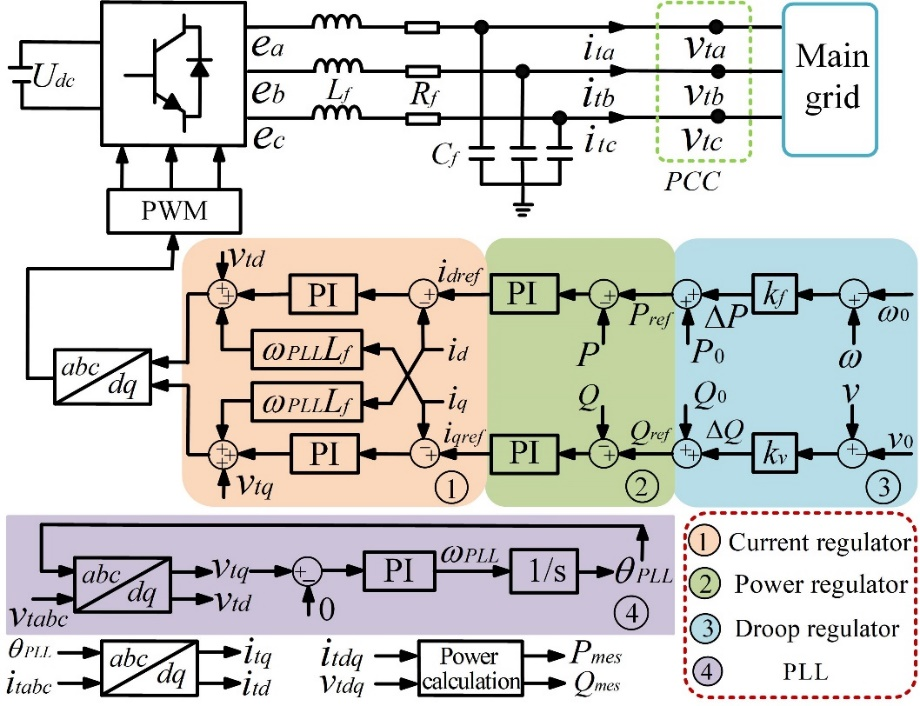 U_dc
e_a
e_b
e_c
L_f
R_f
C_f
i_ta
i_tb
i_tc
v_ta
v_tb
v_tc
PCC
Main
grid
PWM
abc
dq
v_td
PI
i_dref
PI
P_ref
ΔP
k_f
ω_0
ω_PLL L_f
i_d
P
P_0
ω
ω_PLL L_f
i_q
Q
Q_0
v
PI
i_qref
PI
Q_ref
ΔQ
k_v
v_0
v_tq
1
2
3
abc
dq
v_tabc
v_tq
v_td
0
PI
ω_PLL
1/s
θ_PLL
4
1 Current regulator
2 Power regulator
3 Droop regulator
4 PLL
θ_PLL
i_tabc
abc
dq
i_tq
i_td
i_tdq
v_tdq
Power
calculation
P_mes
Q_mes